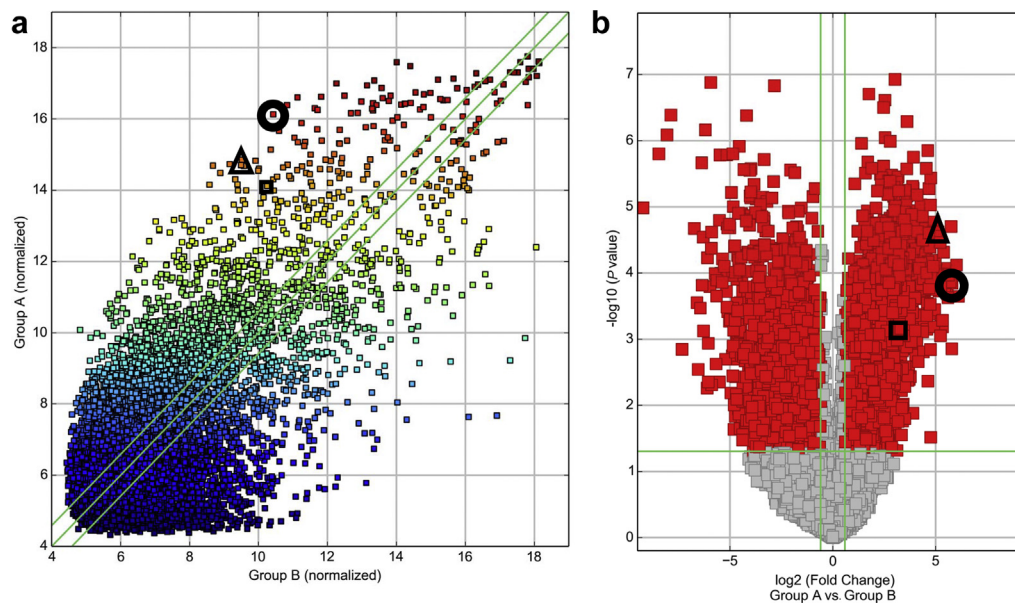 a
18
16
14
12
10
8
6
4
Group A (normalized)
4 6 8 10 12 14 16 18
Group B (normalized)
b
7
6
5
4
3
2
1
0
-log10 (P value)
−5 0 5
log2 (Fold Change)
Group A vs. Group B